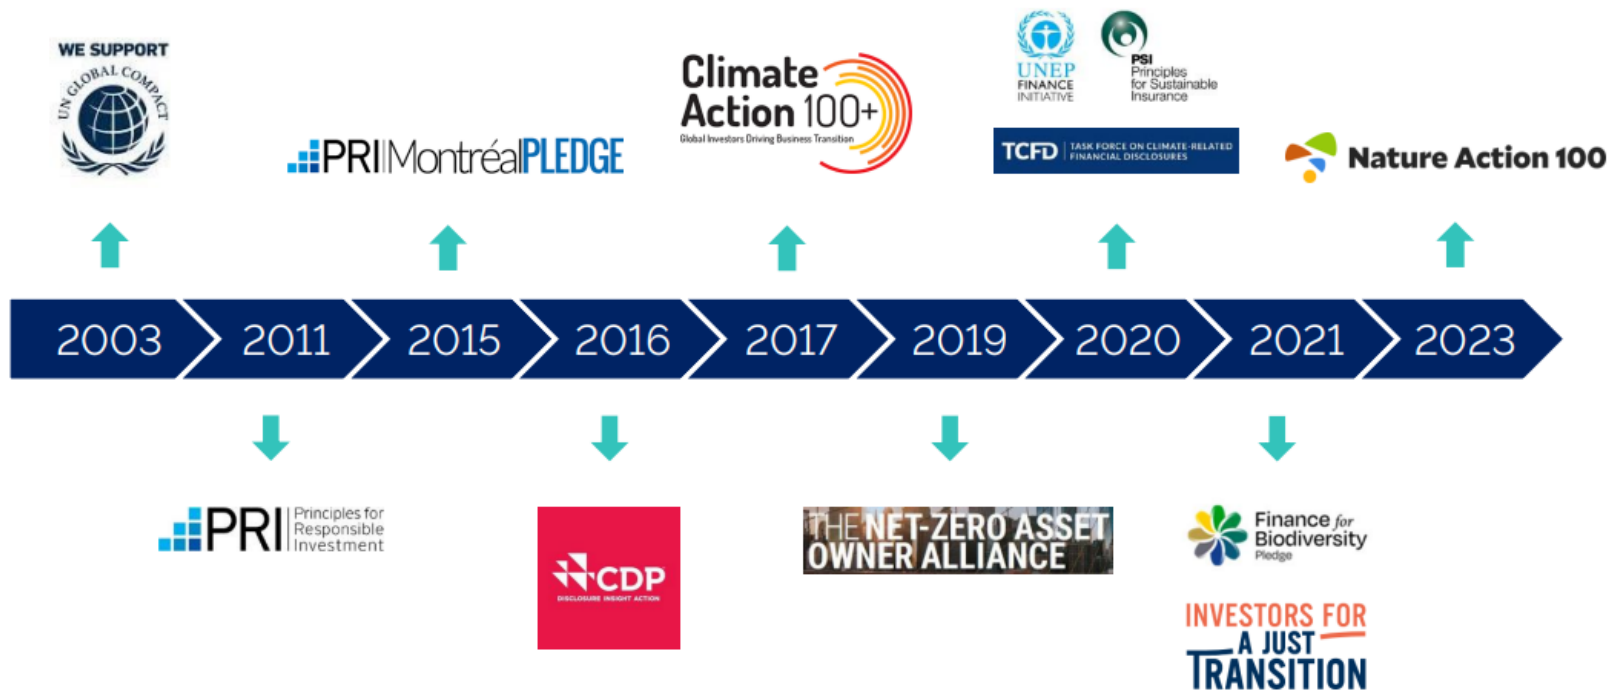 WE SUPPORT
UN GLOBAL COMPACT
PRI Montréal PLEDGE
Climate
Action 100+
Global Investors Driving Business Transition
UNEP
FINANCE
INITIATIVE
PSI
Principles
for Sustainable
Insurance
TCFD TASK FORCE ON CLIMATE-RELATED
FINANCIAL DISCLOSURES
Nature Action 100
2003 2011 2015 2016 2017 2019 2020 2021 2023
PRI Principles for
Responsible
Investment
CDP
DISCLOSURE INSIGHT ACTION
THE NET-ZERO ASSET
OWNER ALLIANCE
Finance for
Biodiversity
Pledge
INVESTORS FOR
A JUST
TRANSITION